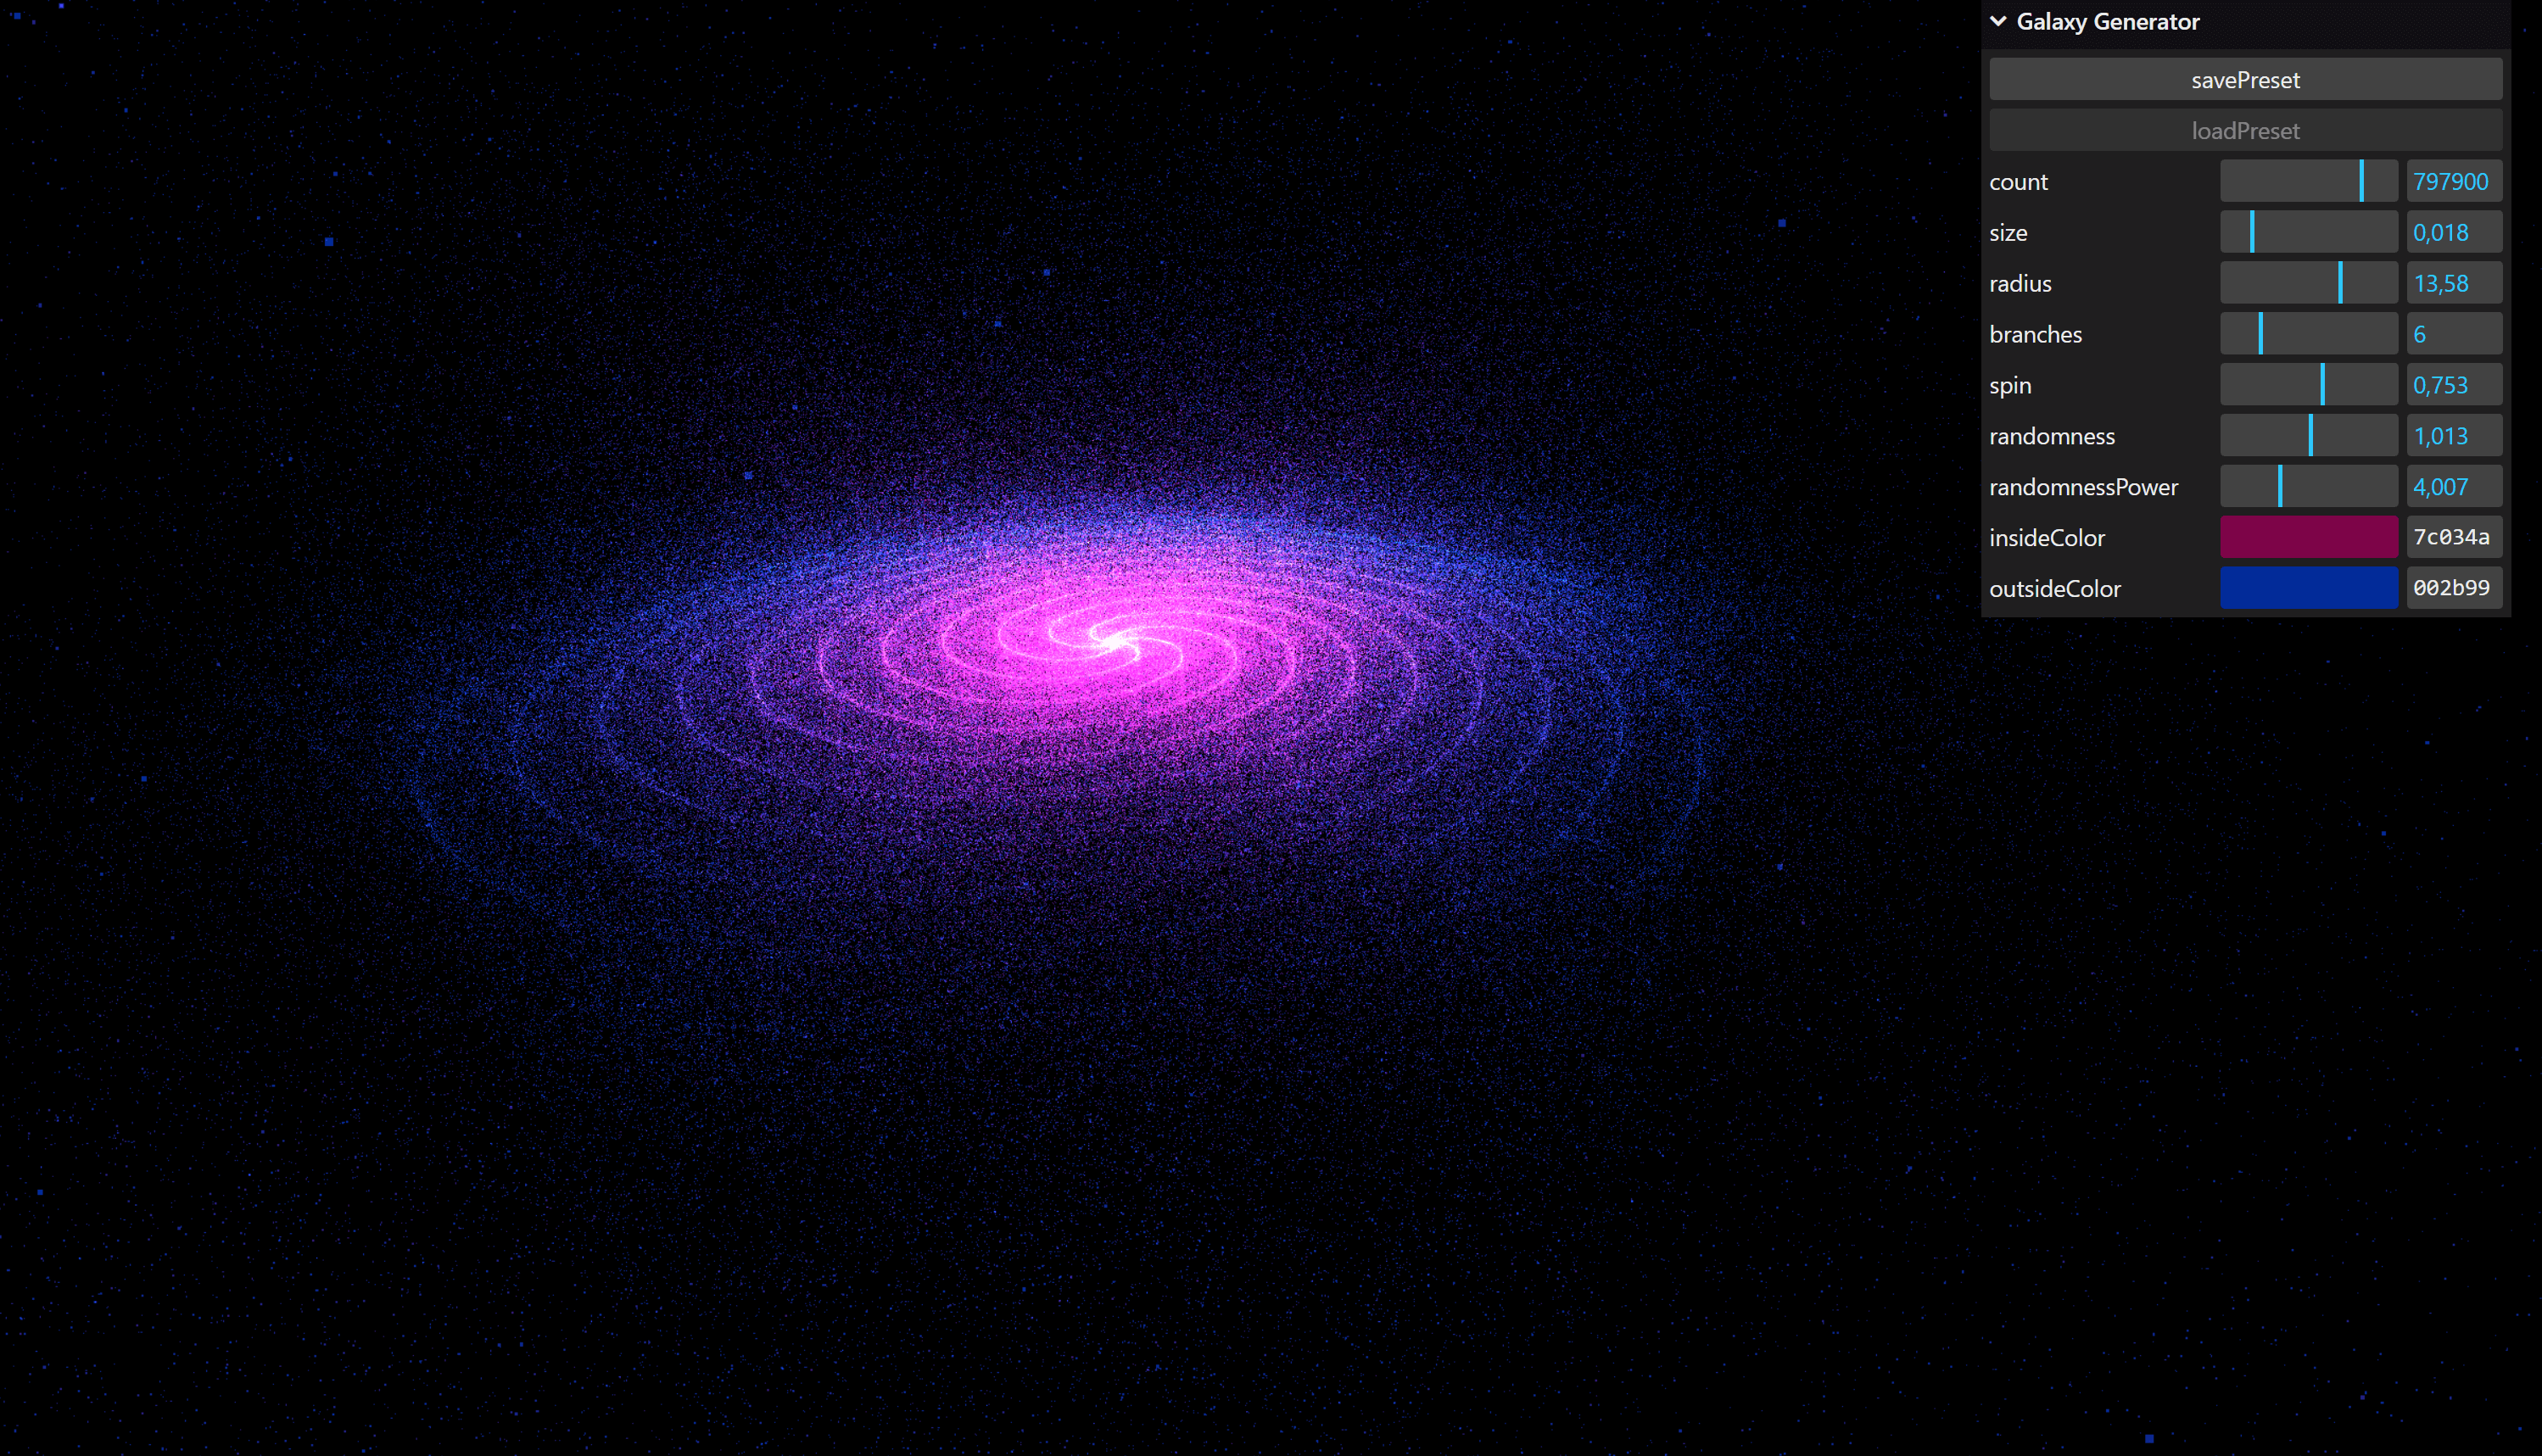 Galaxy Generator
savePreset
loadPreset
count 797900
size 0,018
radius 13,58
branches 6
spin 0,753
randomness 1,013
randomnessPower 4,007
insideColor 7c034a
outsideColor 002b99